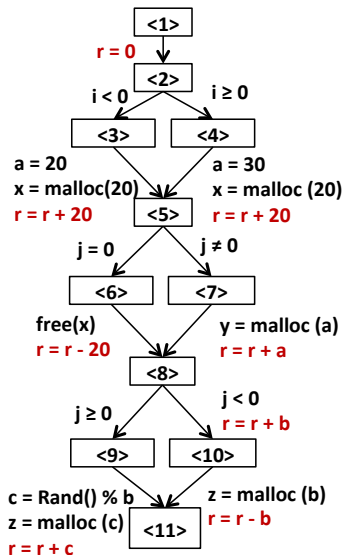 <1>
r = 0
<2>
i < 0
i ≥ 0
<3>
<4>
a = 20
x = malloc(20)
r = r + 20
a = 30
x = malloc (20)
r = r + 20
<5>
j = 0
j ≠ 0
<6>
<7>
free(x)
r = r - 20
y = malloc (a)
r = r + a
<8>
j ≥ 0
j < 0
r = r + b
<9>
<10>
c = Rand() % b
z = malloc (c)
r = r + c
z = malloc (b)
r = r - b
<11>